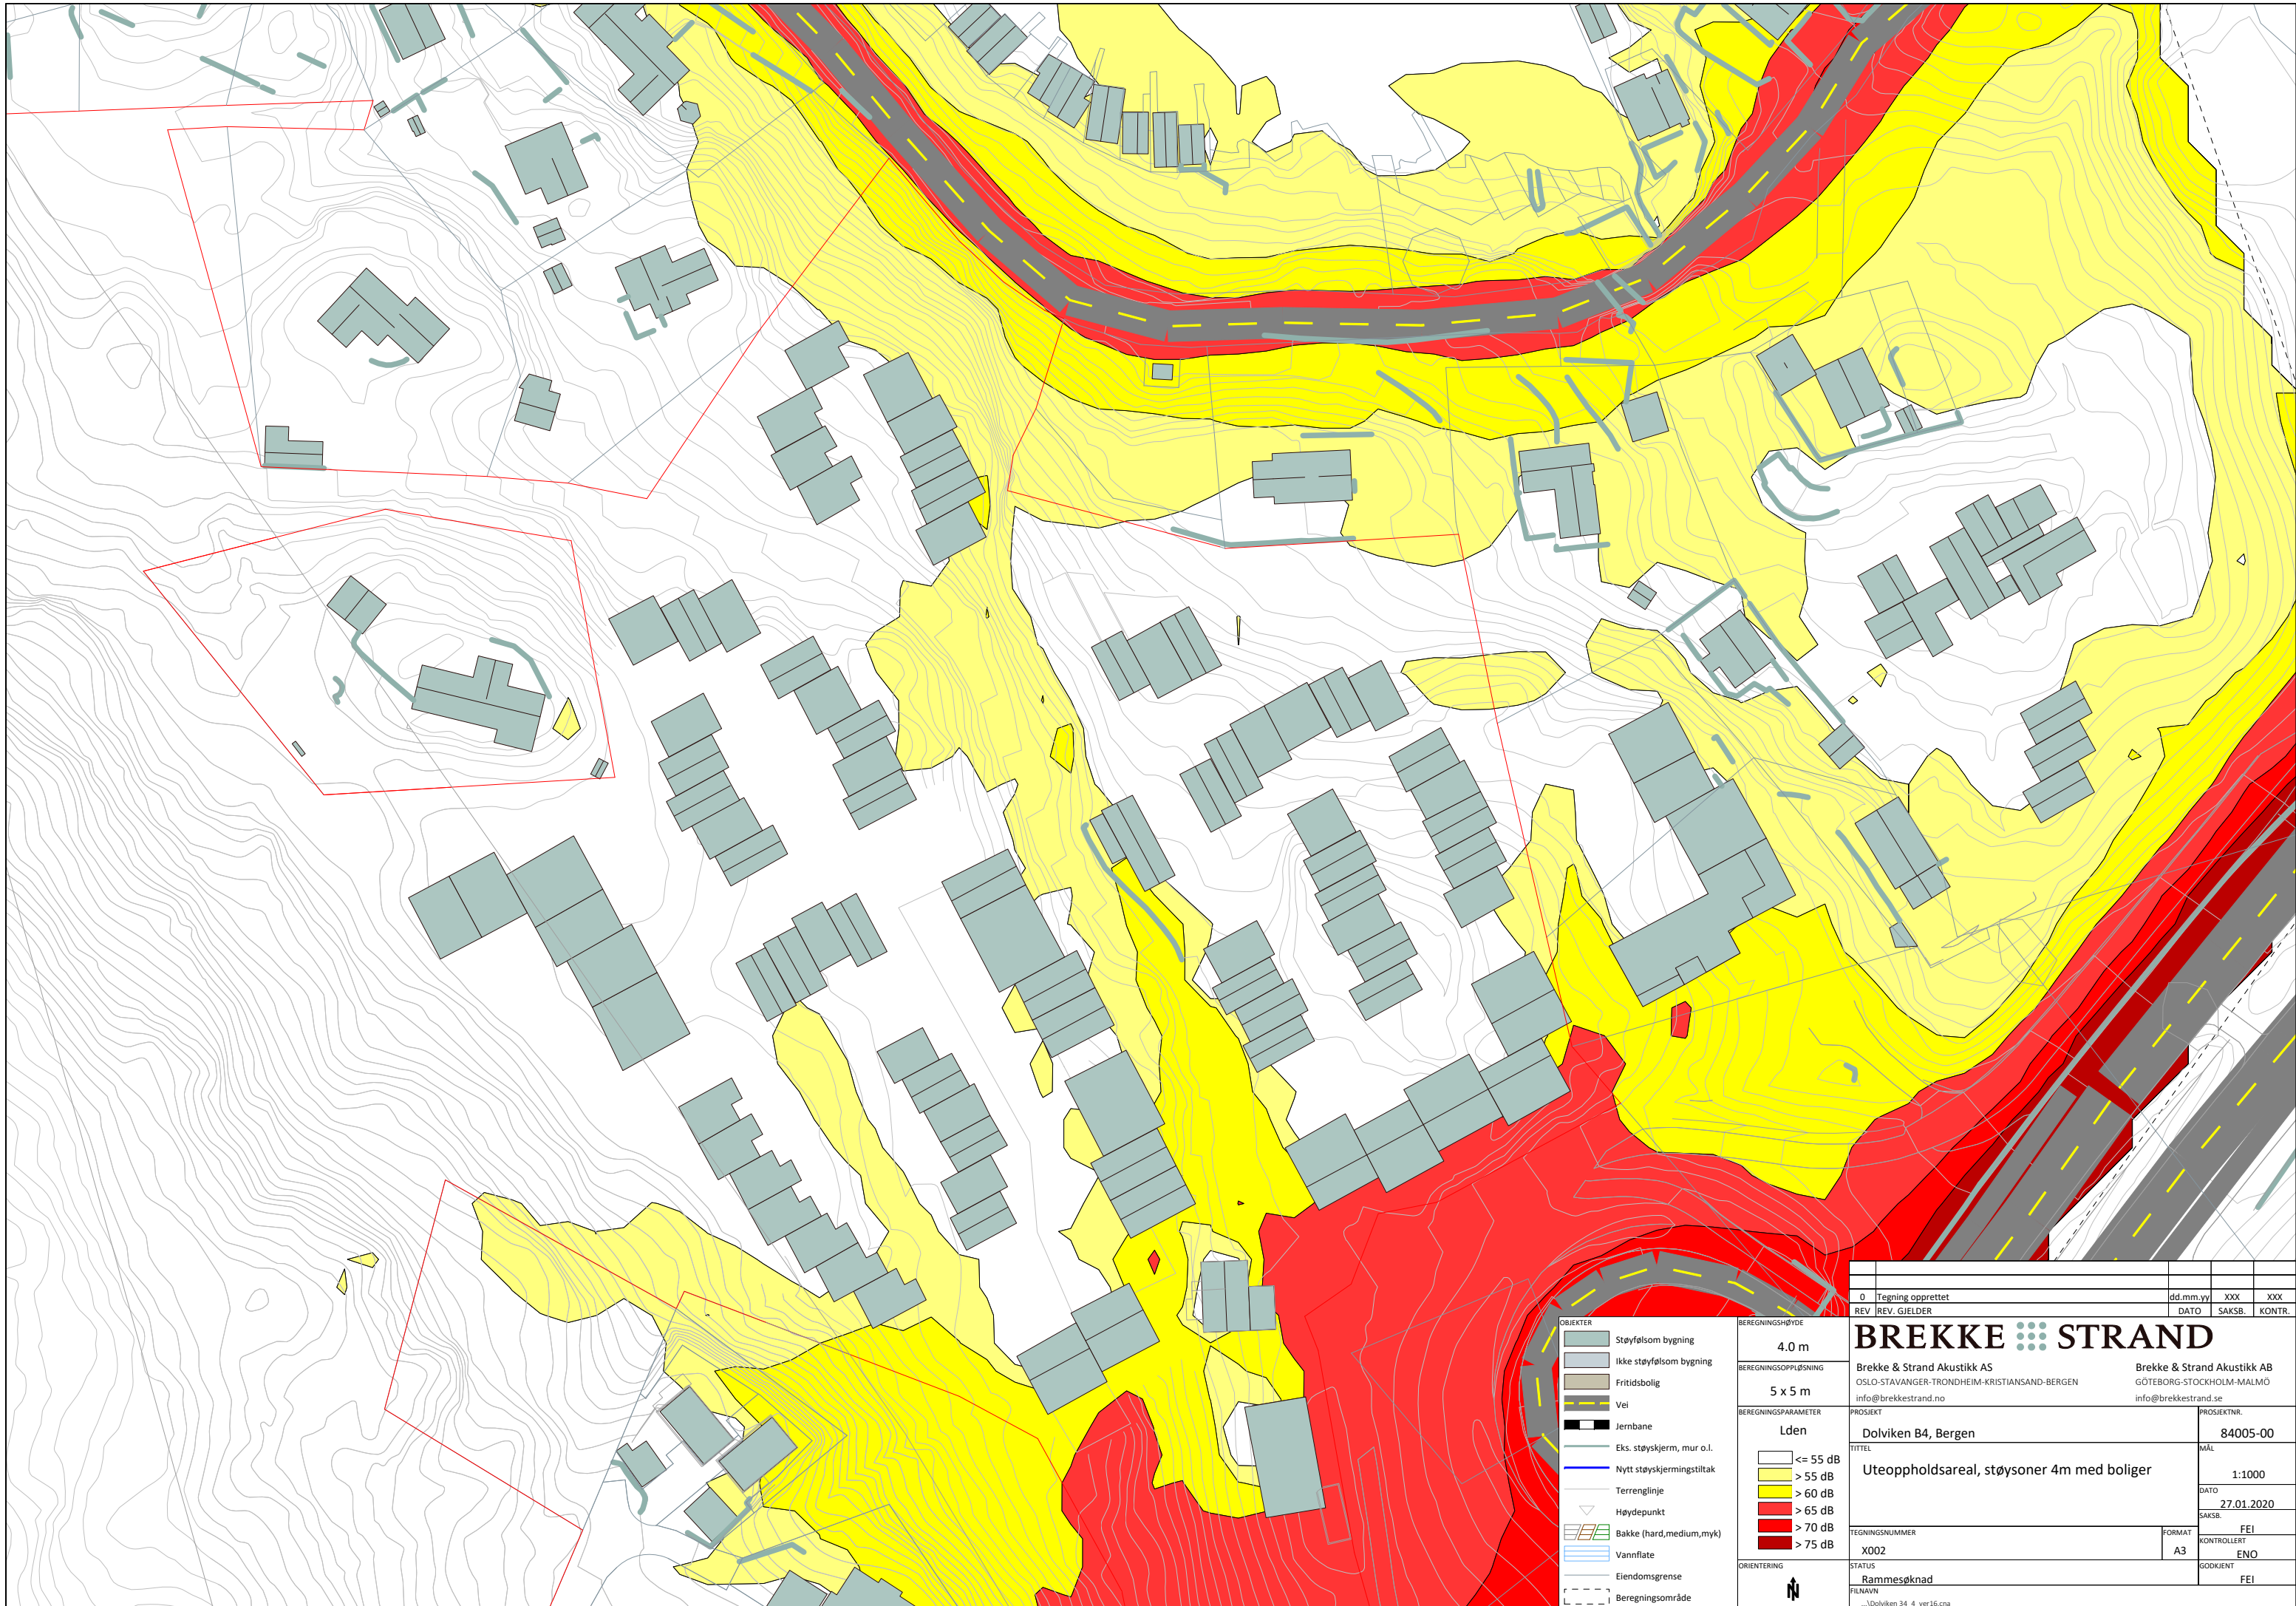 0 Tegning opprettet dd.mm.yy XXX XXX
REV REV. GJELDER DATO SAKSB. KONTR.
OBJEKTER
Støyfølsom bygning
Ikke støyfølsom bygning
Fritidsbolig
Vei
Jernbane
Eks. støyskjerm, mur o.l.
Nytt støyskjermingstiltak
Terrenglinje
Høydepunkt
Bakke (hard,medium,myk)
Vannflate
Eiendomsgrense
Beregningsområde
BEREGNINGSHØYDE
4.0 m
BEREGNINGSOPPLØSNING
5 x 5 m
BEREGNINGSPARAMETER
Lden
<= 55 dB
> 55 dB
> 60 dB
> 65 dB
> 70 dB
> 75 dB
ORIENTERING
N
BREKKE STRAND
Brekke & Strand Akustikk AS
OSLO-STAVANGER-TRONDHEIM-KRISTIANSAND-BERGEN
info@brekkestrand.no
Brekke & Strand Akustikk AB
GÖTEBORG-STOCKHOLM-MALMÖ
info@brekkestrand.se
PROSJEKT
Dolviken B4, Bergen
PROSJEKTNR.
84005-00
TITTEL
Uteoppholdsareal, støysoner 4m med boliger
MÅL
1:1000
DATO
27.01.2020
SAKSB.
FEI
TEGNINGSNUMMER
X002
FORMAT
A3
KONTROLLERT
ENO
STATUS
Rammesøknad
GODKJENT
FEI
FILNAVN
...\Dolviken 34_4_ver16.cna